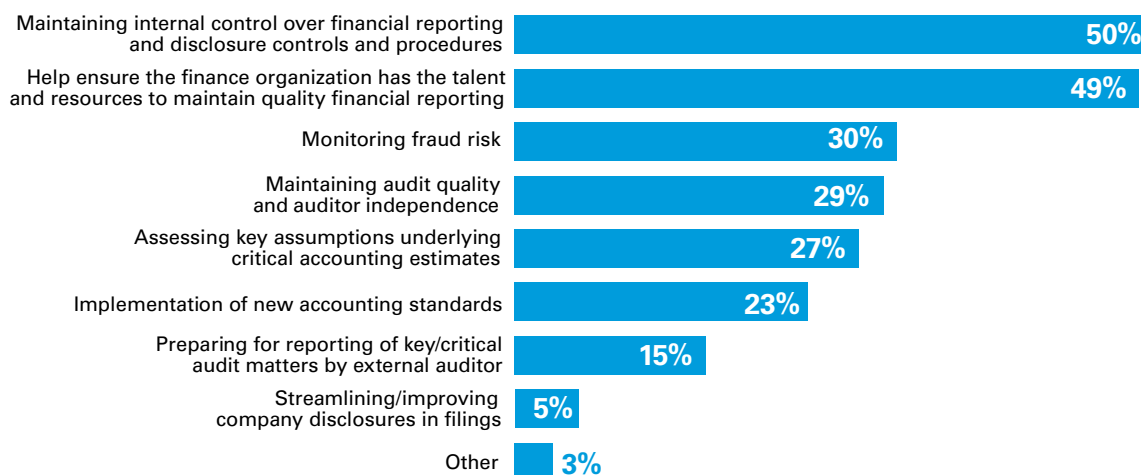 Maintaining internal control over financial reporting
and disclosure controls and procedures
50%
Help ensure the finance organization has the talent
and resources to maintain quality financial reporting
49%
Monitoring fraud risk
30%
Maintaining audit quality
and auditor independence
29%
Assessing key assumptions underlying
critical accounting estimates
27%
Implementation of new accounting standards
23%
Preparing for reporting of key/critical
audit matters by external auditor
15%
Streamlining/improving
company disclosures in filings
5%
Other
3%